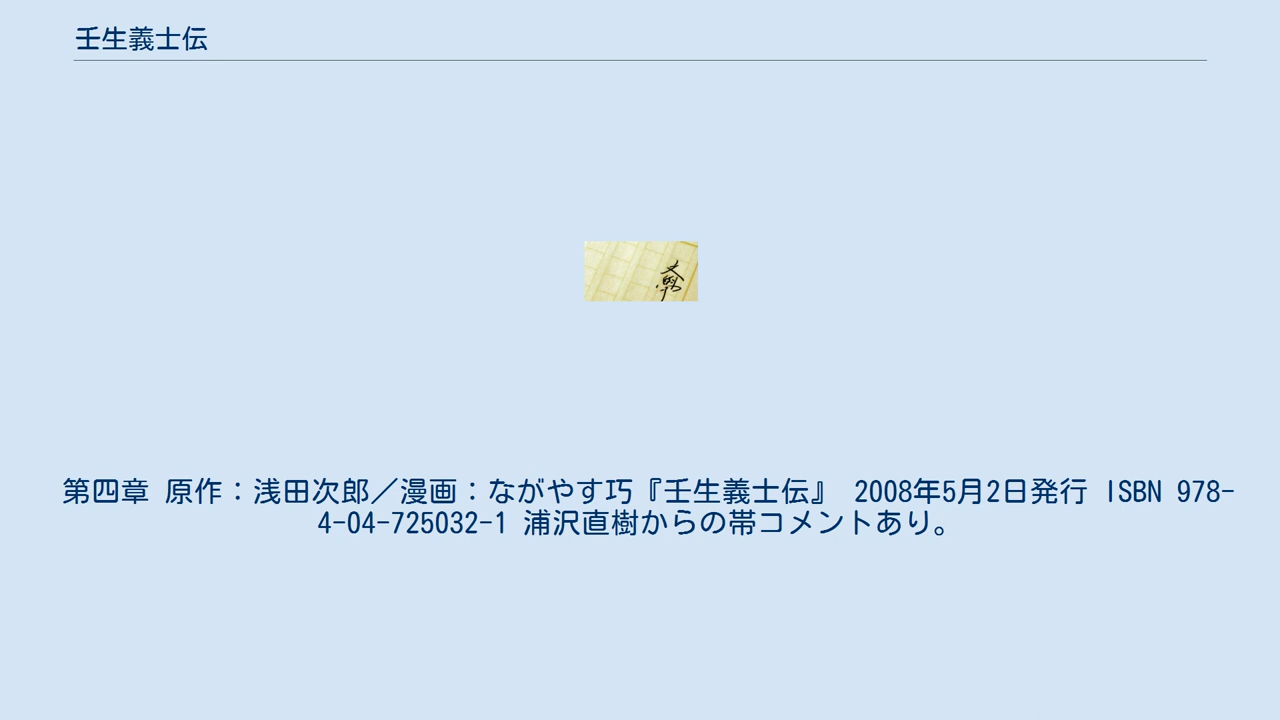 壬生義士伝
第四章 原作：浅田次郎／漫画：ながやす巧『壬生義士伝』 2008年5月2日発行 ISBN 978-
4-04-725032-1 浦沢直樹からの帯コメントあり。